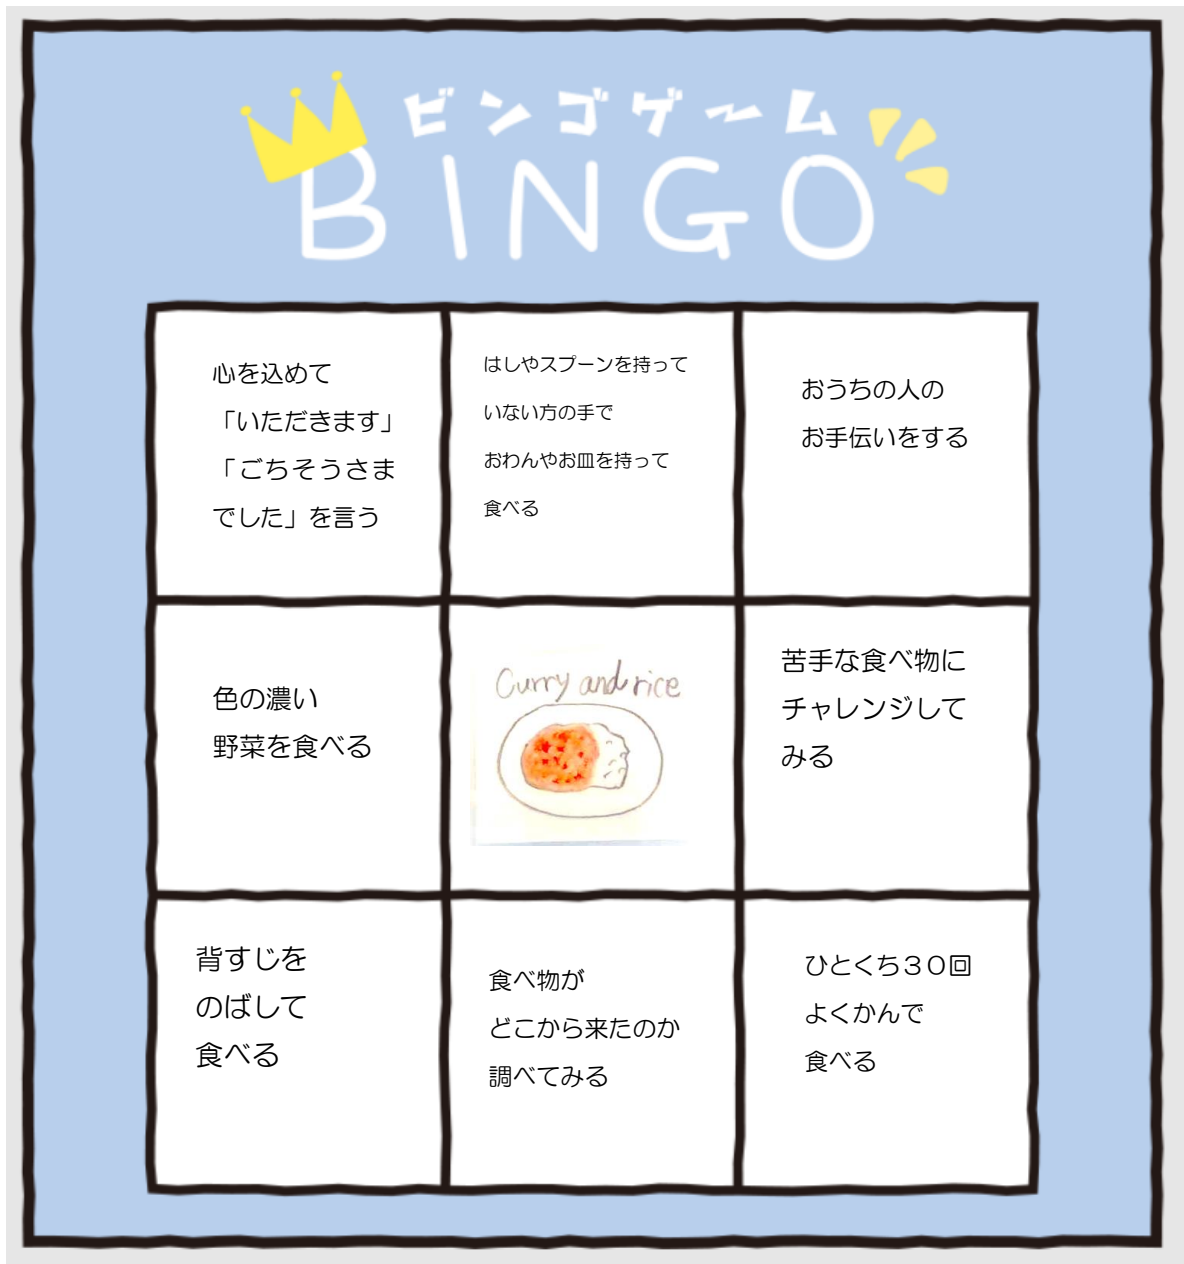 ビンゴゲーム
BINGO
心を込めて
「いただきます」
「ごちそうさま
でした」を言う
はしやスプーンを持って
いない方の手で
おわんやお皿を持って
食べる
おうちの人の
お手伝いをする
色の濃い
野菜を食べる
Curry and rice
苦手な食べ物に
チャレンジして
みる
背すじを
のばして
食べる
食べ物が
どこから来たのか
調べてみる
ひとくち３０回
よくかんで
食べる